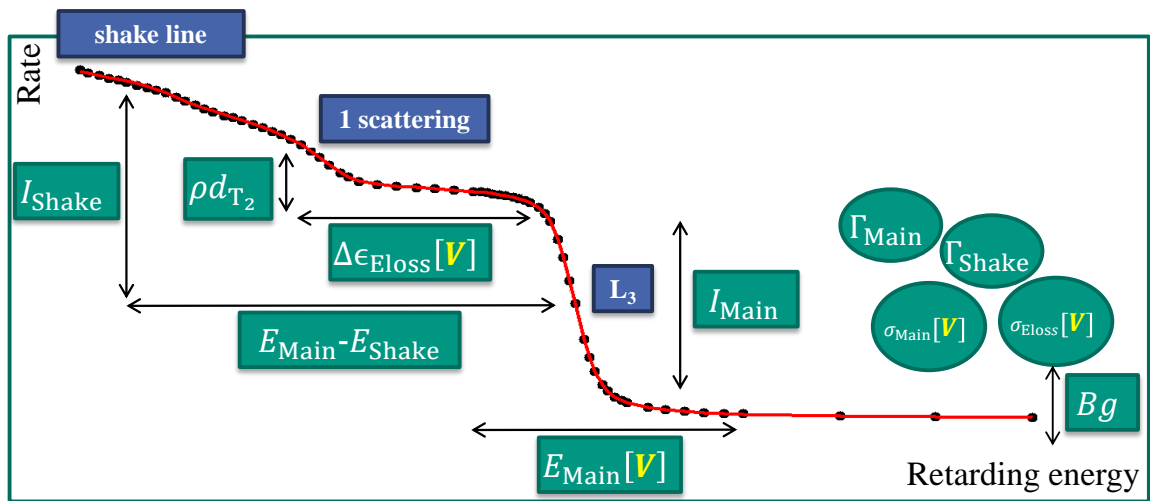 shake line
Rate
1 scattering
I_Shake
ρd_T₂
Γ_Main
Γ_Shake
Δϵ_Eloss[V]
L₃
I_Main
σ_Main[V]
σ_Eloss[V]
E_Main-E_Shake
Bg
E_Main[V]
Retarding energy